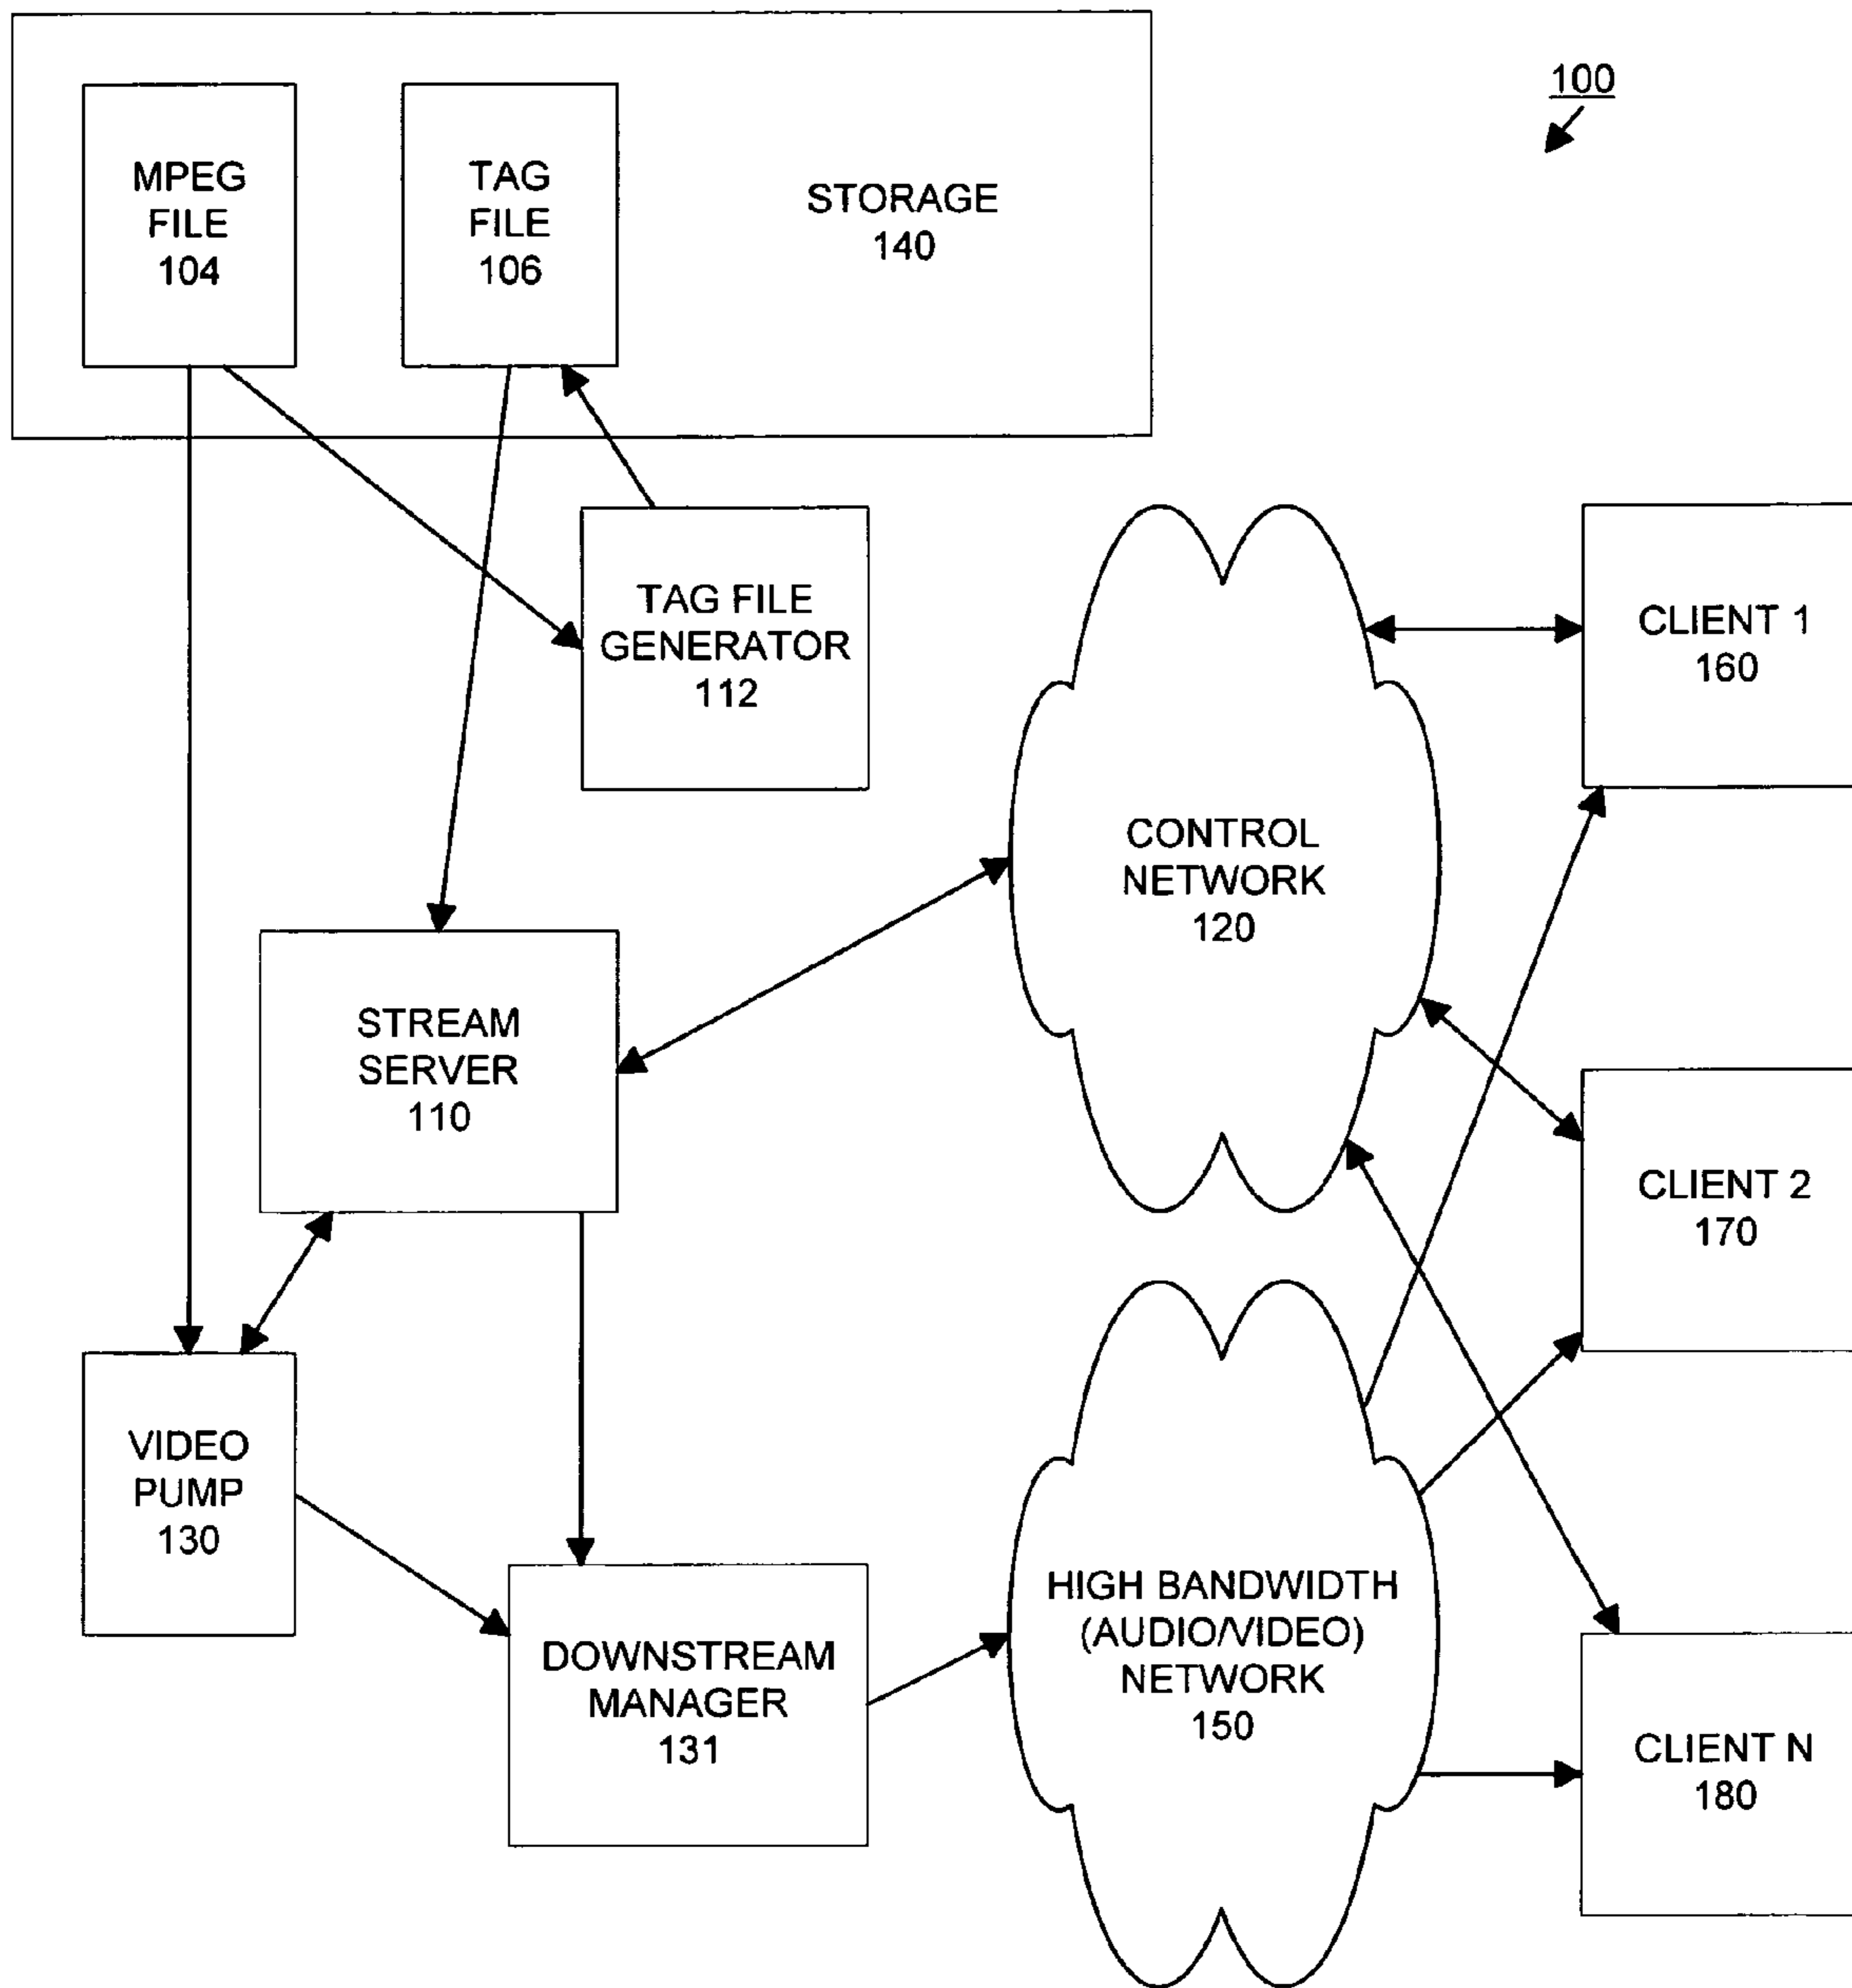 100
MPEG
FILE
104
TAG
FILE
106
STORAGE
140
TAG FILE
GENERATOR
112
CLIENT 1
160
CONTROL
NETWORK
120
STREAM
SERVER
110
CLIENT 2
170
VIDEO
PUMP
130
HIGH BANDWIDTH
(AUDIO/VIDEO)
NETWORK
150
DOWNSTREAM
MANAGER
131
CLIENT N
180